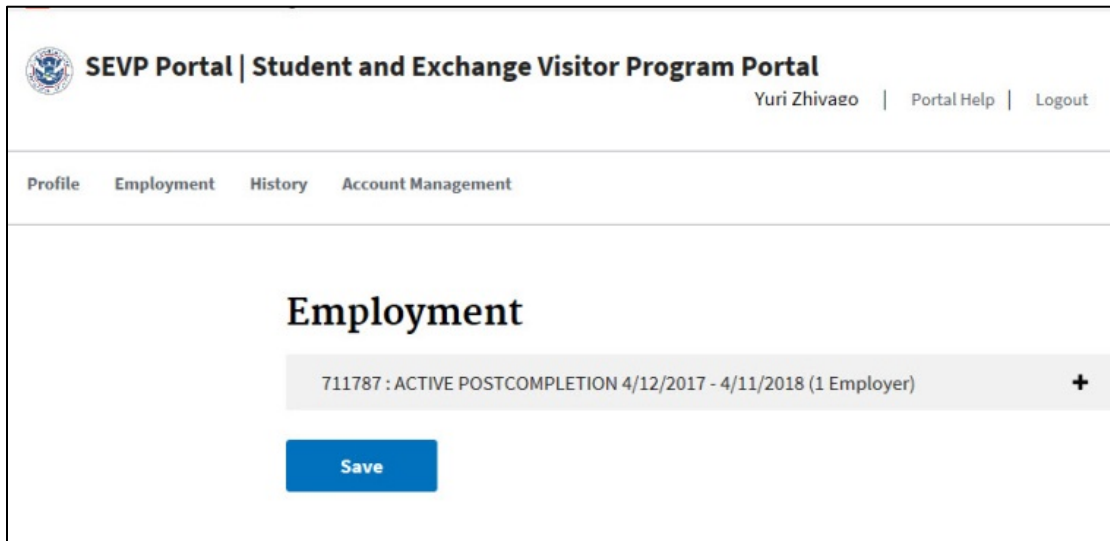 SEVP Portal | Student and Exchange Visitor Program Portal
Yuri Zhivago | Portal Help | Logout
Profile Employment History Account Management
Employment
711787 : ACTIVE POSTCOMPLETION 4/12/2017 - 4/11/2018 (1 Employer) +
Save